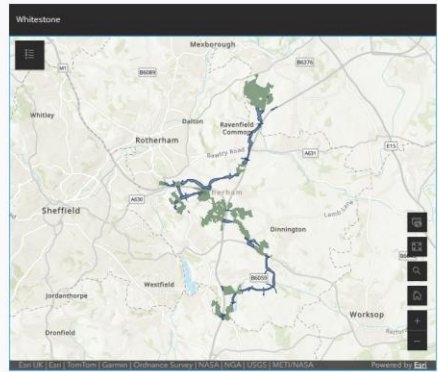 Whitestone
Mexborough
M1
B6089
B6376
Whitley
Dalton
Ravenfield
Common
Rotherham
Bawtry Road
A631
E15
A630
Sheffield
Dinnington
Westfield
B6059
Jordanthorpe
Worksop
Dronfield
Esri UK | Esri | TomTom | Garmin | Ordnance Survey | NASA | NGA | USGS | METI/NASA
Powered by Esri